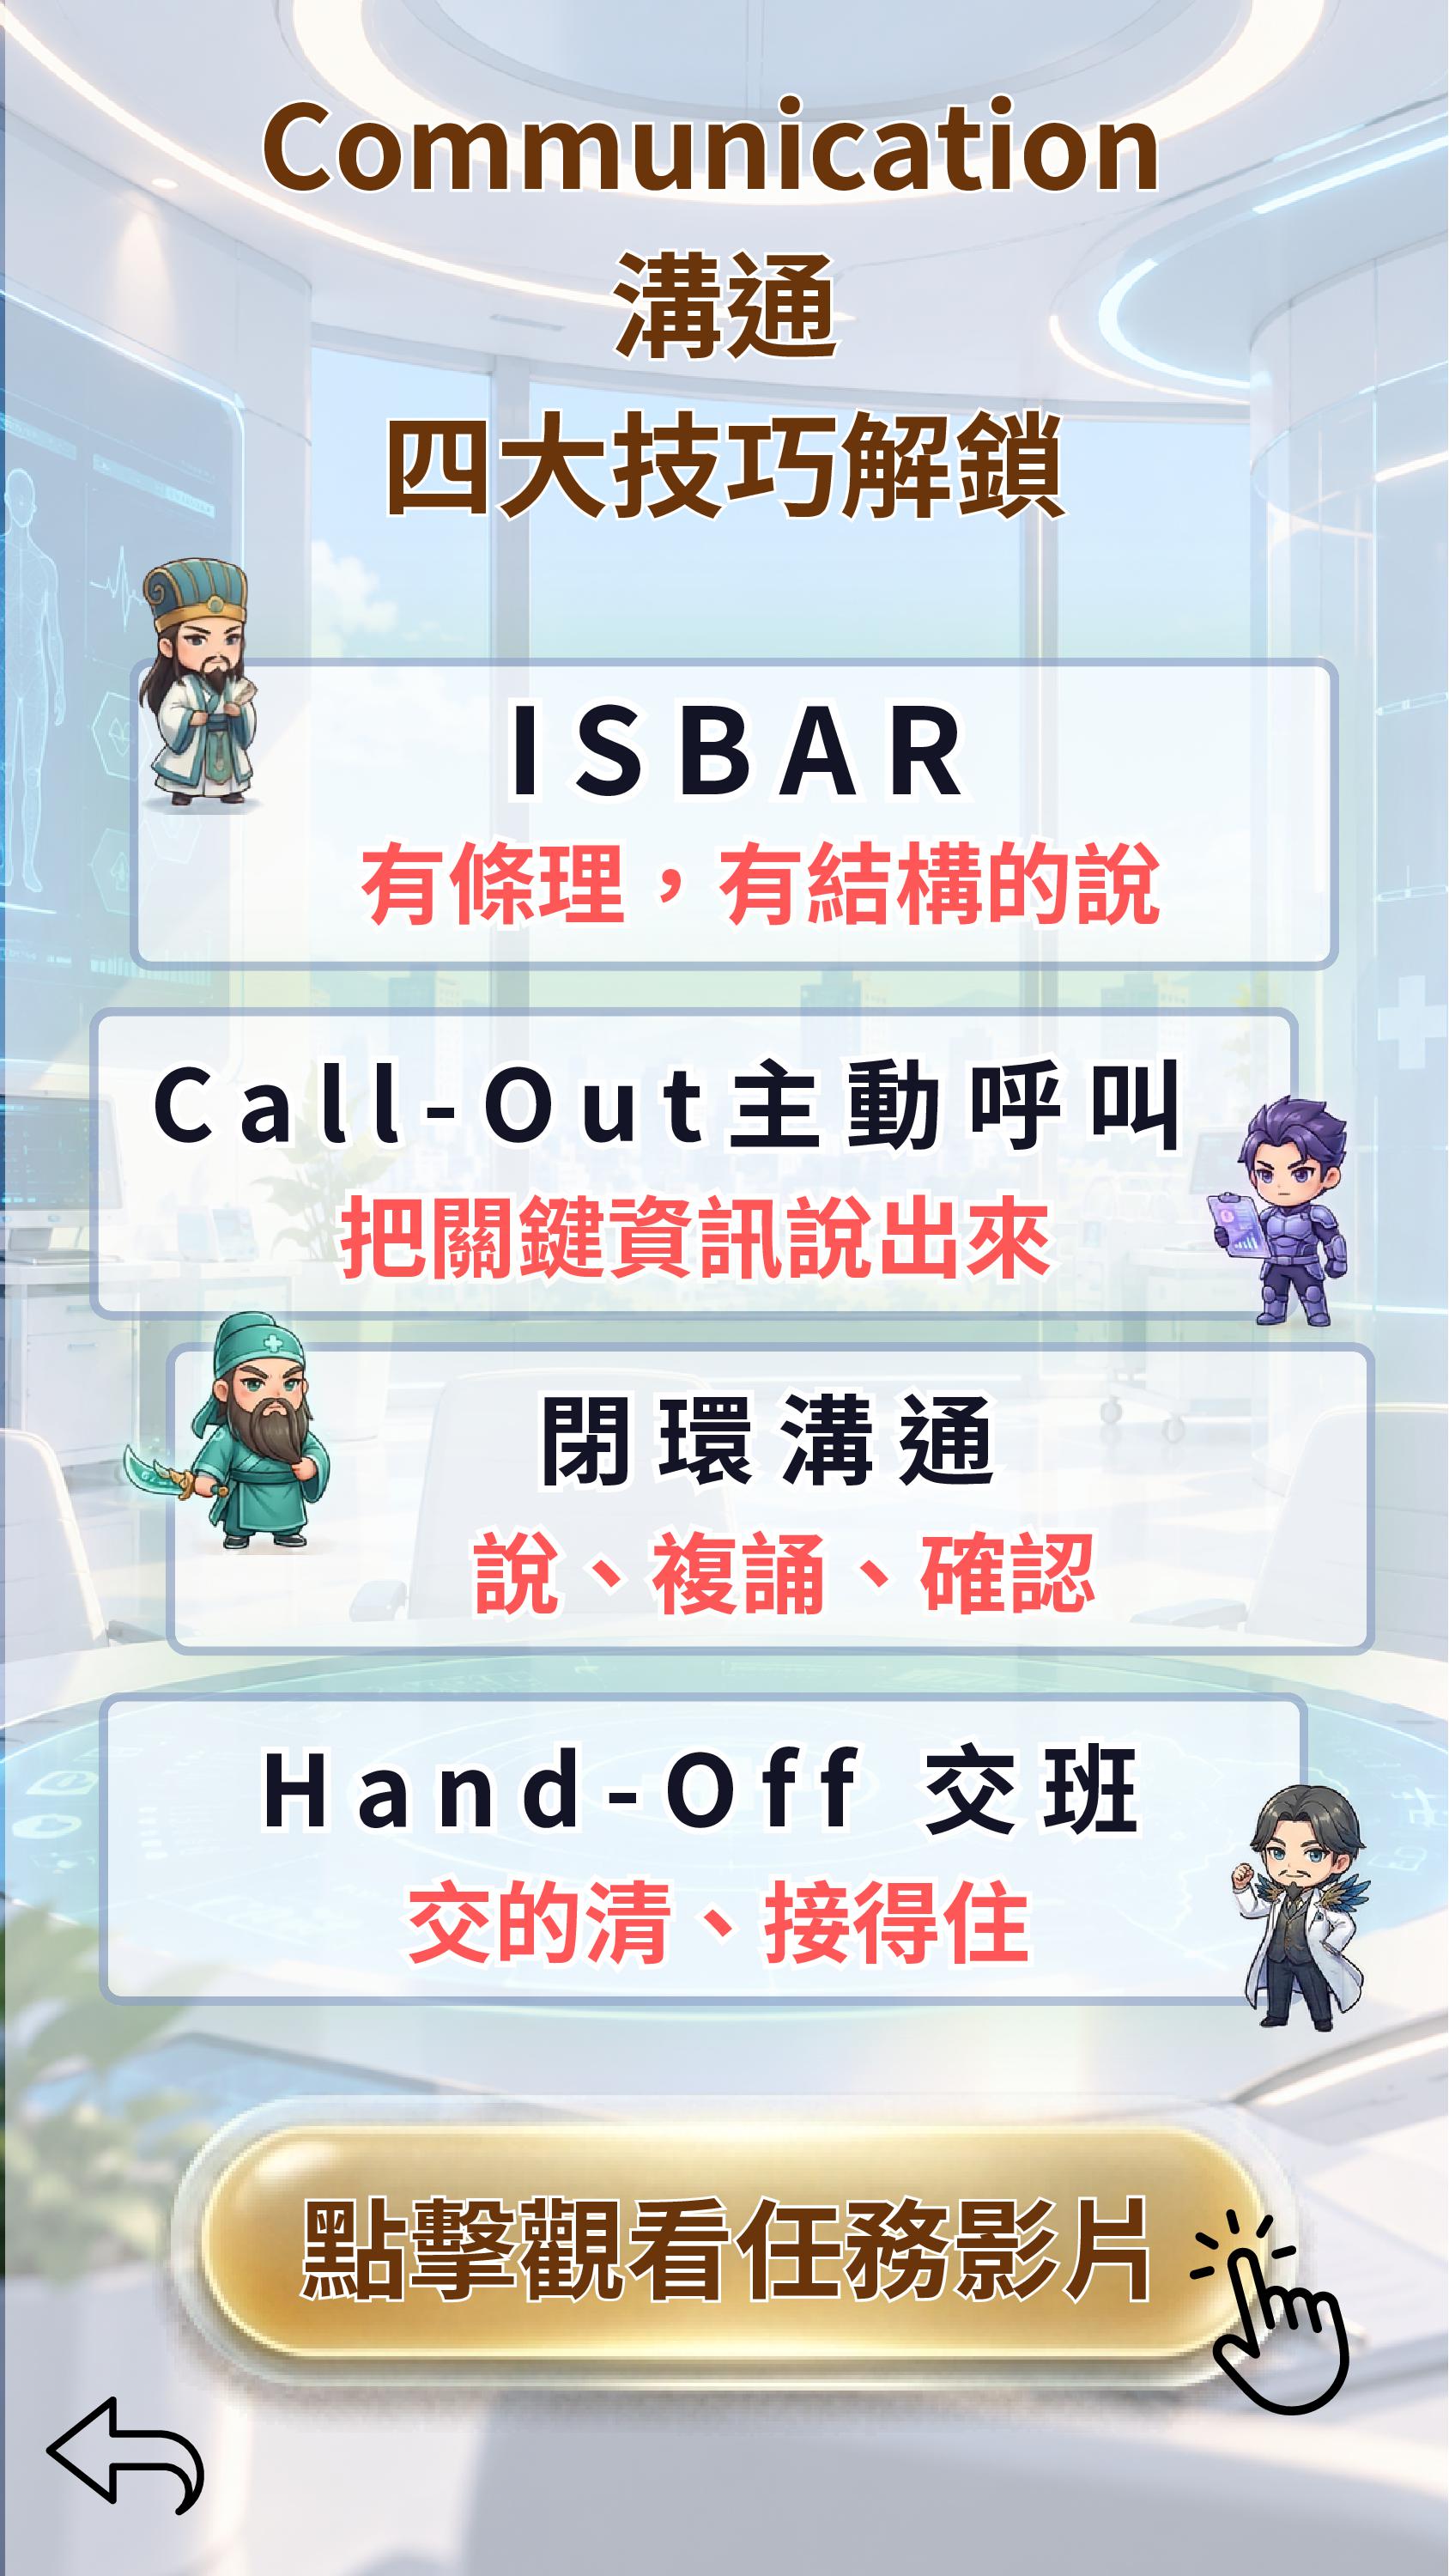 Communication
溝通
四大技巧解鎖
ISBAR
有條理，有結構的說
Call-Out主動呼叫
把關鍵資訊說出來
閉環溝通
說、複誦、確認
Hand-Off 交班
交的清、接得住
點擊觀看任務影片